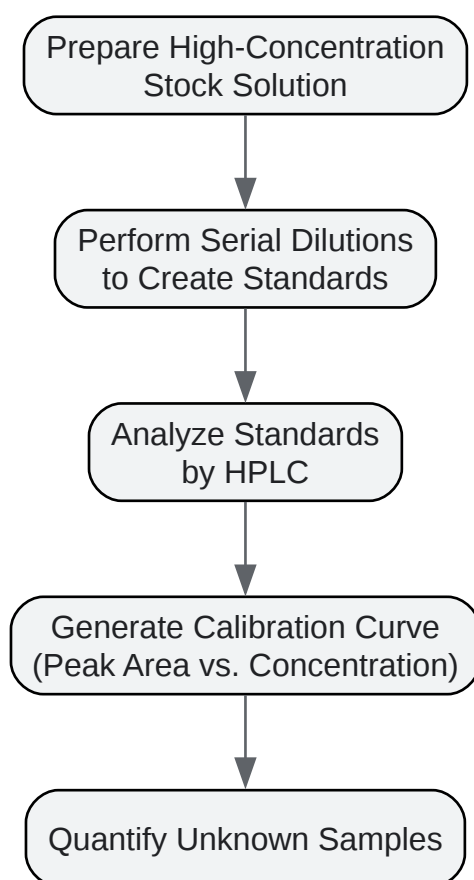 Prepare High-Concentration
Stock Solution
Perform Serial Dilutions
to Create Standards
Analyze Standards
by HPLC
Generate Calibration Curve
(Peak Area vs. Concentration)
Quantify Unknown Samples